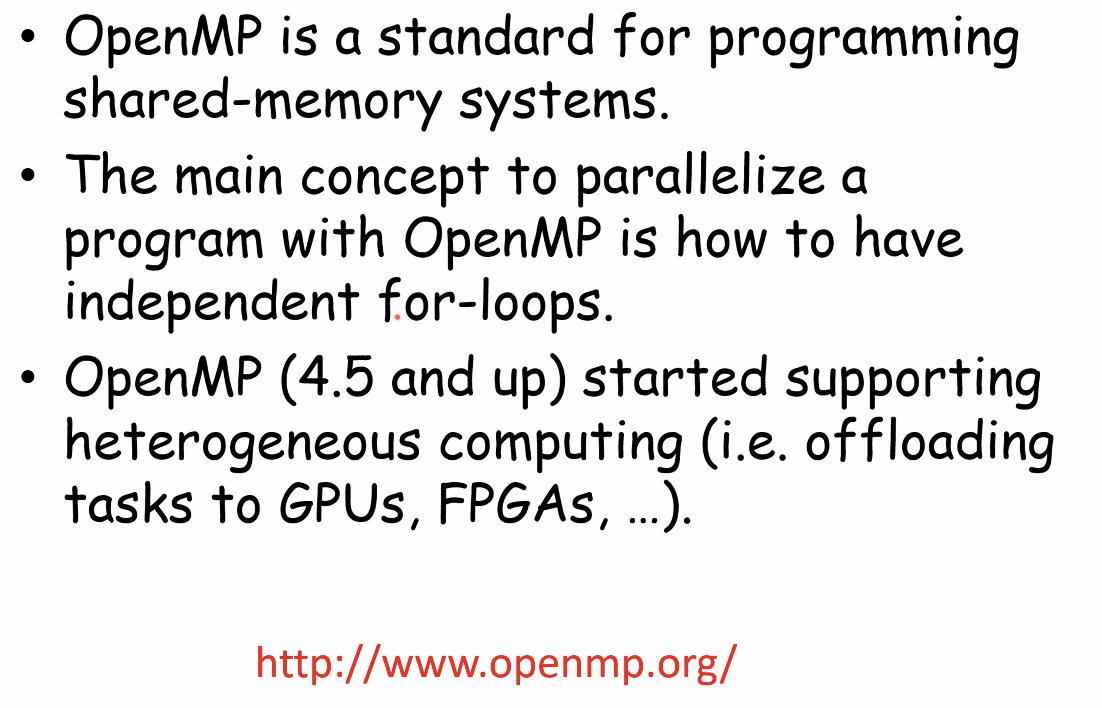 • OpenMP is a standard for programming
shared-memory systems.
• The main concept to parallelize a
program with OpenMP is how to have
independent for-loops.
• OpenMP (4.5 and up) started supporting
heterogeneous computing (i.e. offloading
tasks to GPUs, FPGAs, …).
http://www.openmp.org/